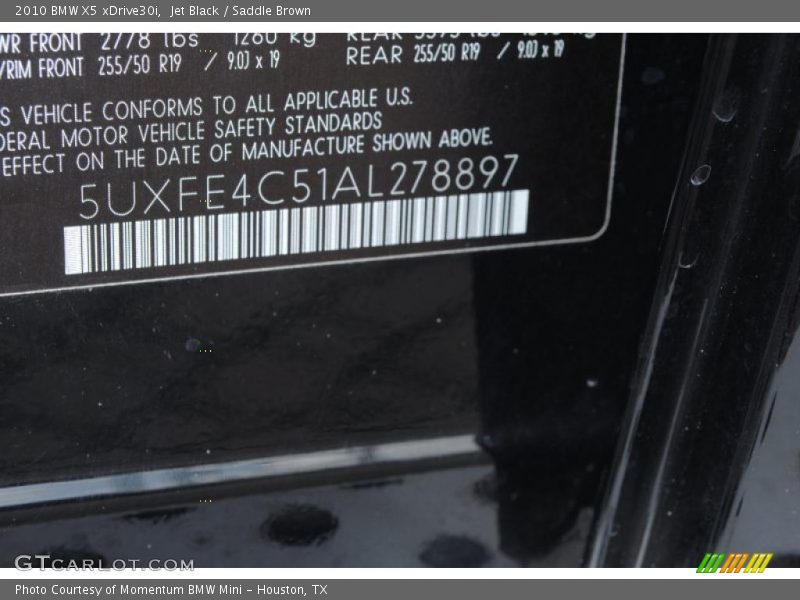 2010 BMW X5 xDrive30i, Jet Black / Saddle Brown
WR FRONT 2778 lbs 1260 kg REAR lbs kg
/RIM FRONT 255/50 R19 / 9.0J x 19 REAR 255/50 R19 / 9.0J x 19
S VEHICLE CONFORMS TO ALL APPLICABLE U.S.
DERAL MOTOR VEHICLE SAFETY STANDARDS
EFFECT ON THE DATE OF MANUFACTURE SHOWN ABOVE.
5UXFE4C51AL278897
GTCARLOT.COM
Photo Courtesy of Momentum BMW Mini - Houston, TX